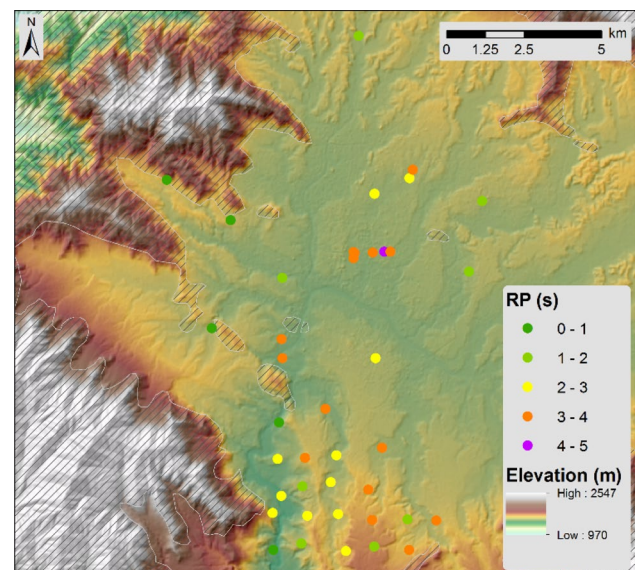 N
km
0 1.25 2.5 5
RP (s)
0 - 1
1 - 2
2 - 3
3 - 4
4 - 5
Elevation (m)
High : 2547
Low : 970